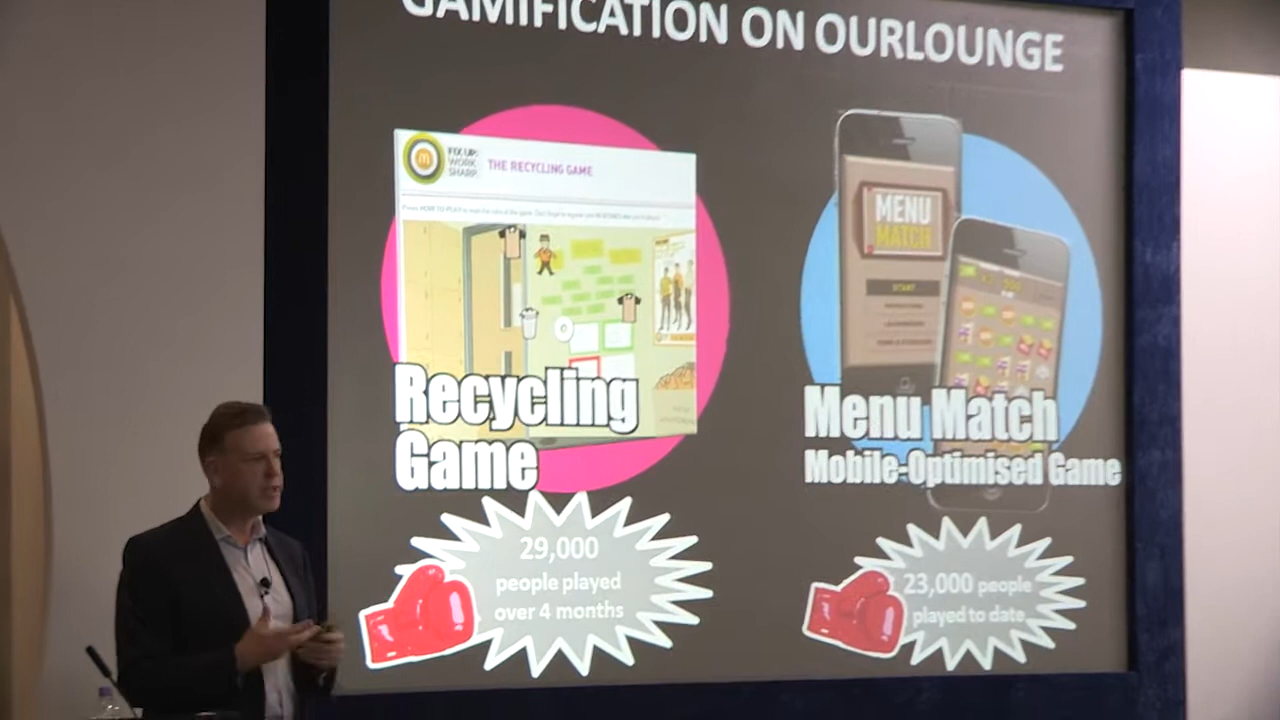 GAMIFICATION ON OURLOUNGE
FIX UP:
WORK
SHARP
THE RECYCLING GAME
MENU
MATCH
START
Recycling
Game
Menu Match
Mobile-Optimised Game
29,000
people played
over 4 months
23,000 people
played to date